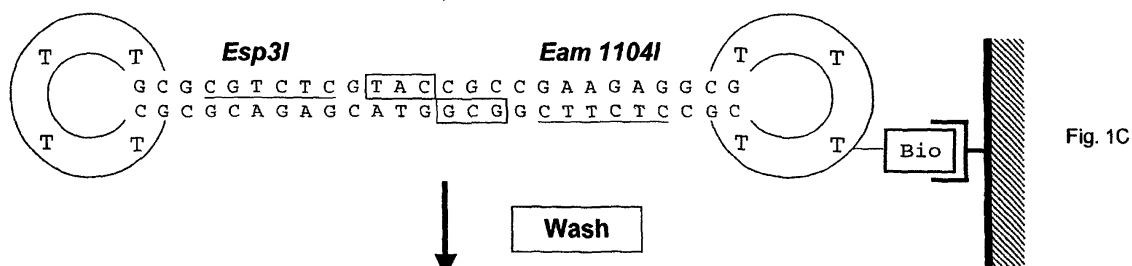 Esp3I Eam 1104I
T T T T
G C G C G T C T C G T A C C G C C G A A G A G G C G
C G C G C A G A G C A T G G C G G C T T C T C C G C
T T T T
Bio
Fig. 1C
Wash